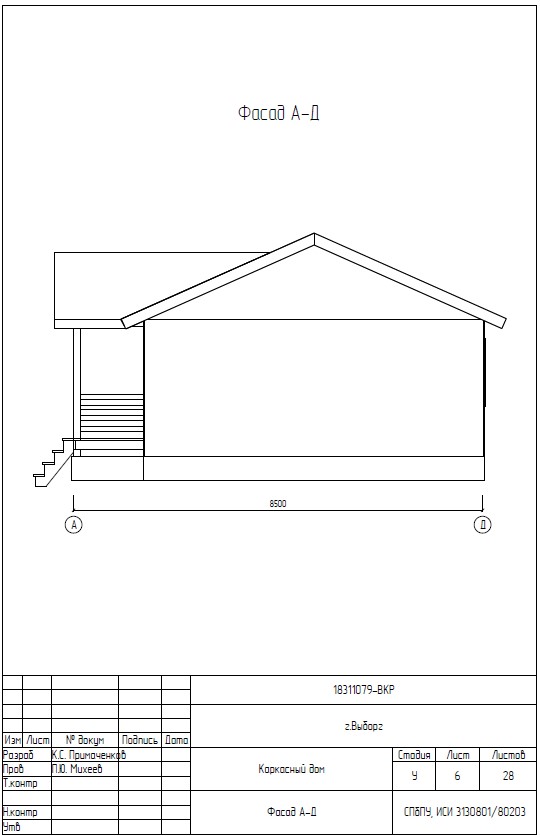 Фасад А-Д
8500
А
Д
18311079-ВКР
г.Выборг
Изм Лист № докум Подпись Дата
Разраб К.С. Примаченков
Пров П.Ю. Михеев
Т.контр
Н.контр
Утв
Каркасный дом
Стадия Лист Листов
У 6 28
Фасад А-Д
СПбПУ, ИСИ 3130801/80203